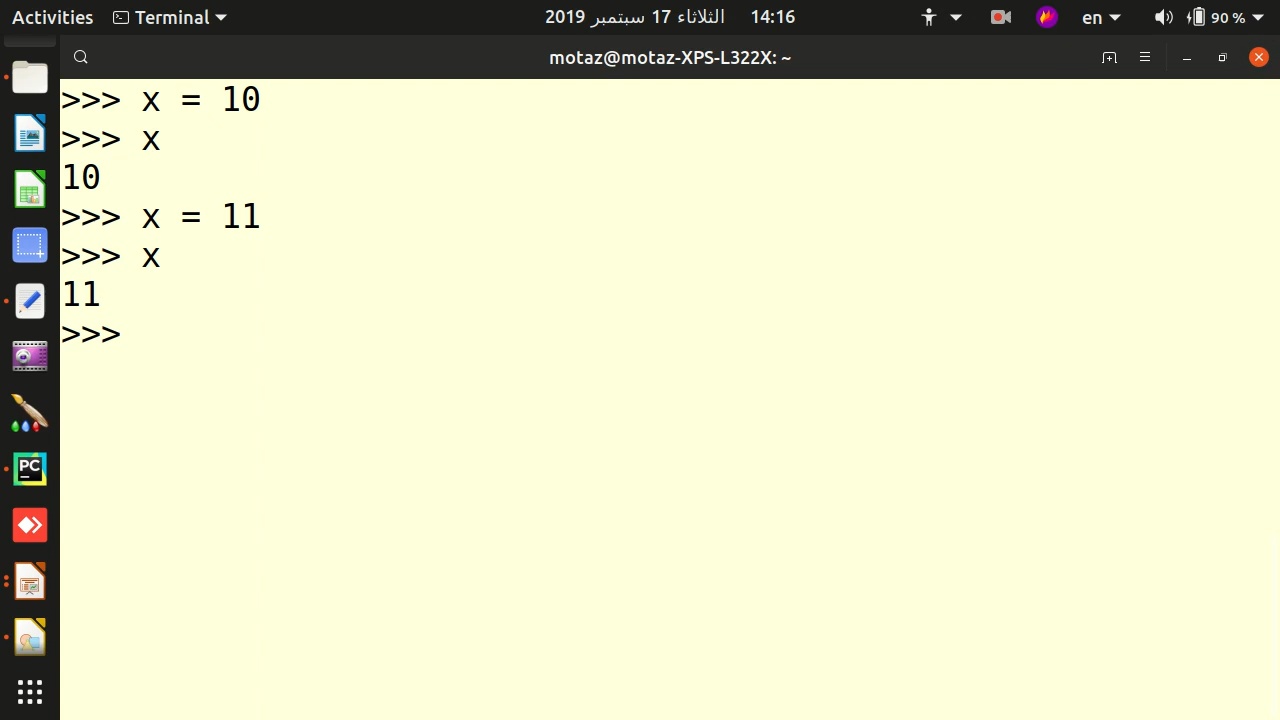 Activities Terminal الثلاثاء 17 سبتمبر 2019 14:16 en 90 %
motaz@motaz-XPS-L322X: ~
>>> x = 10
>>> x
10
>>> x = 11
>>> x
11
>>>
PC